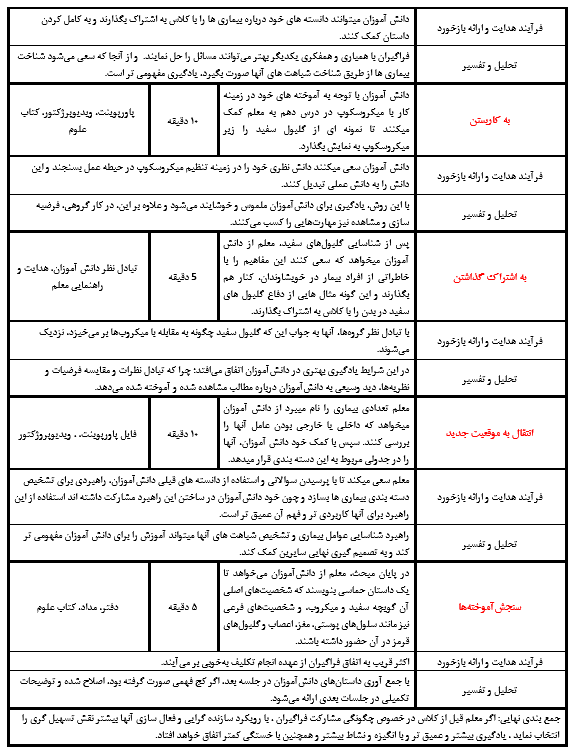 فرآیند هدایت و ارائه بازخورد
دانش آموزان میتوانند دانسته های خود درباره بیماری ها را با کلاس به اشتراک بگذارند و به کامل کردن
داستان کمک کنند.
تحلیل و تفسیر
فراگیران با همیاری و همفکری یکدیگر بهتر می‌توانند مسائل را حل نمایند. و از آنجا که سعی می‌شود شناخت
بیماری ها از طریق شناخت شباهت های آنها صورت بگیرد، یادگیری مفهومی تر است.
به کاربستن
دانش آموزان با توجه به آموخته های خود در زمینه
کار با میکروسکوپ در درس دهم به معلم کمک
میکنند تا نمونه ای از گلبول سفید را زیر
میکروسکوپ به نمایش بگذارد.
۱۰ دقیقه
پاورپوینت، ویدیوپرژکتور، کتاب
علوم
فرآیند هدایت و ارائه بازخورد
دانش آموزان سعی میکنند دانش نظری خود را در زمینه تنظیم میکروسکوپ در حیطه عمل بسنجند و این
دانش را به دانش عملی تبدیل کنند.
تحلیل و تفسیر
با این روش، یادگیری برای دانش‌آموزان ملموس و خوشایند می‌شود و علاوه بر این، در کار گروهی، فرضیه
سازی و مشاهده نیز مهارت‌هایی را کسب می‌کنند.
به اشتراک گذاشتن
پس از شناسایی گلبول‌های سفید، معلم از دانش
آموزان میخواهد که سعی کنند این مفاهیم را با
خاطراتی از افراد بیمار در خویشاوندان، کنار هم
بگذارند و این گونه مثال هایی از دفاع گلبول های
سفید در بدن را با کلاس به اشتراک بگذارند.
5 دقیقه
تبادل نظر دانش آموزان، هدایت و
راهنمایی معلم
فرآیند هدایت و ارائه بازخورد
با تبادل نظر گروه‌ها، آنها به جواب این که گلبول سفید چگونه به مقابله با میکروب‌ها بر می‌خیزد، نزدیک
می‌شوند.
تحلیل و تفسیر
در این شرایط یادگیری بهتری در دانش‌آموزان اتفاق می‌افتد؛ چرا که تبادل نظرات و مقایسه فرضیات و
نظریه‌ها، دید وسیعی به دانش‌آموزان درباره مطالب مشاهده شده و آموخته شده می‌دهد.
انتقال به موقعیت جدید
معلم تعدادی بیماری را نام میبرد از دانش آموزان
میخواهد که داخلی یا خارجی بودن عامل آنها را
بررسی کنند. سپس با کمک خود دانش آموزان، آنها
را در جدولی مربوط به این دسته بندی قرار میدهد.
۱۰ دقیقه
فایل پاورپوینت، ، ویدیوپروژکتور
فرآیند هدایت و ارائه بازخورد
معلم سعی میکند تا با پرسیدن سوالاتی و استفاده از دانسته های قبلی دانش‌آموزان، راهبردی برای تشخیص
دسته بندی بیماری ها بسازد و چون خود دانش‌آموزان در ساختن این راهبرد مشارکت داشته اند استفاده از این
راهبرد برای آنها کاربردی تر و فهم آن عمیق تر است.
تحلیل و تفسیر
راهبرد شناسایی عوامل بیماری و تشخیص شباهت های آنها میتواند آموزش را برای دانش آموزان مفهومی تر
کند و به تصمیم گیری نهایی سایرین کمک کند.
سنجش‌آموخته‌ها
در پایان مبحث، معلم از دانش‌آموزان می‌خواهد تا
یک داستان حماسی بنویسند که شخصیت‌های اصلی
آن گویچه سفید و میکروب، و شخصیت‌های فرعی
نیز مانند سلول‌های پوستی، مغز، اعصاب و گلبول‌های
قرمز در آن حضور داشته باشند.
۵ دقیقه
دفتر، مداد، کتاب علوم
فرآیند هدایت و ارائه بازخورد
اکثر قریب به اتفاق فراگیران از عهده انجام تکلیف به‌خوبی بر می‌آیند.
تحلیل و تفسیر
با جمع آوری داستان‌های دانش‌آموزان در جلسه بعد، اگر کج فهمی صورت گرفته بود، اصلاح شده و توضیحات
تکمیلی در جلسات بعدی ارائه می‌شود.
جمع بندی نهایی: اگر معلم قبل از کلاس در خصوص چگونگی مشارکت فراگیران ، با رویکرد سازنده گرایی و فعال سازی آنها بیشتر نقش تسهیل گری را
انتخاب نماید ، یادگیری بیشتر و عمیق تر و با انگیزه و نشاط بیشتر و همچنین با خستگی کمتر اتفاق خواهد افتاد.